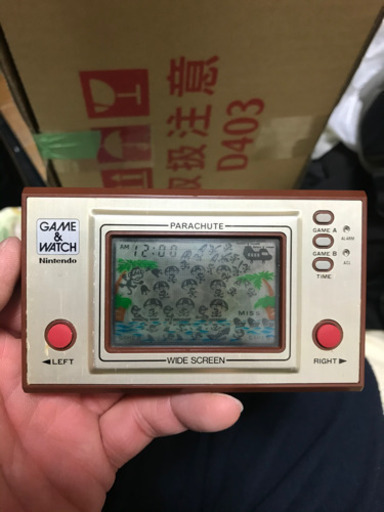 取扱注意
D403
GAME
&
WATCH
Nintendo
PARACHUTE
AM 12:00
MISS
WIDE SCREEN
GAME A
ALARM
GAME B
ACL
TIME
◄LEFT
RIGHT►